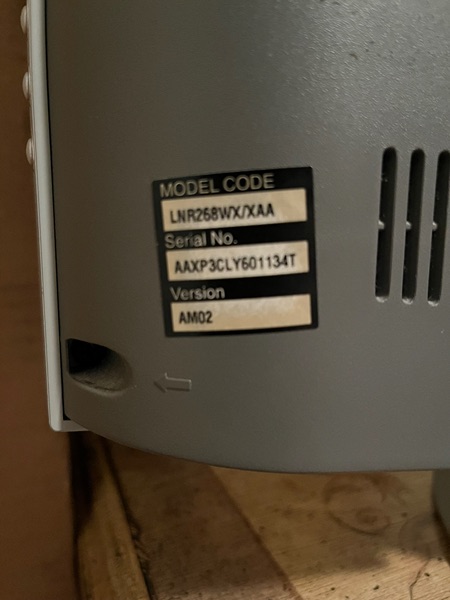 MODEL CODE
LNR268WX/XAA
Serial No.
AAXP3CLY601134T
Version
AM02